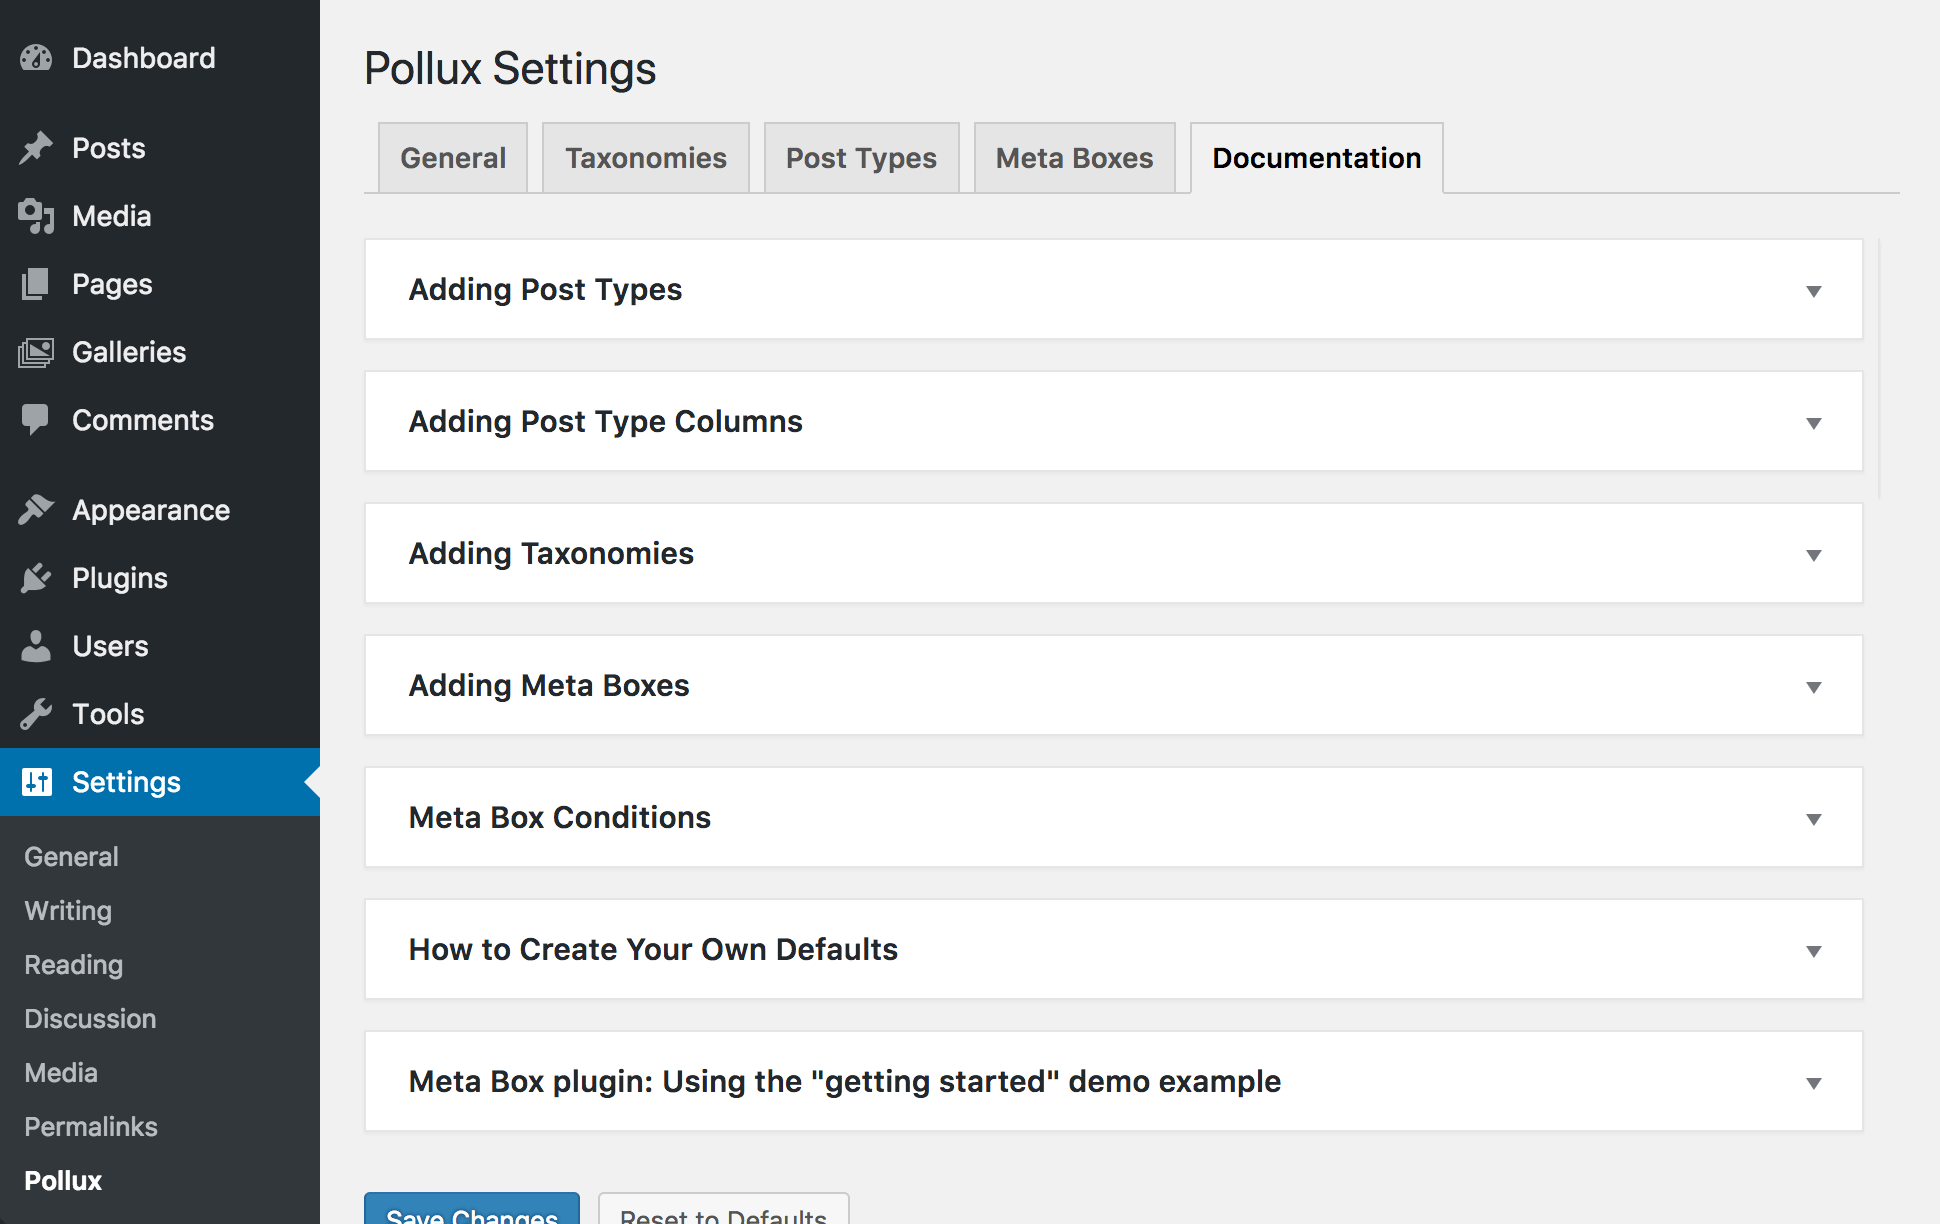 Dashboard
Posts
Media
Pages
Galleries
Comments
Appearance
Plugins
Users
Tools
Settings
General
Writing
Reading
Discussion
Media
Permalinks
Pollux
Pollux Settings
General
Taxonomies
Post Types
Meta Boxes
Documentation
Adding Post Types
Adding Post Type Columns
Adding Taxonomies
Adding Meta Boxes
Meta Box Conditions
How to Create Your Own Defaults
Meta Box plugin: Using the "getting started" demo example
Save Changes
Reset to Defaults